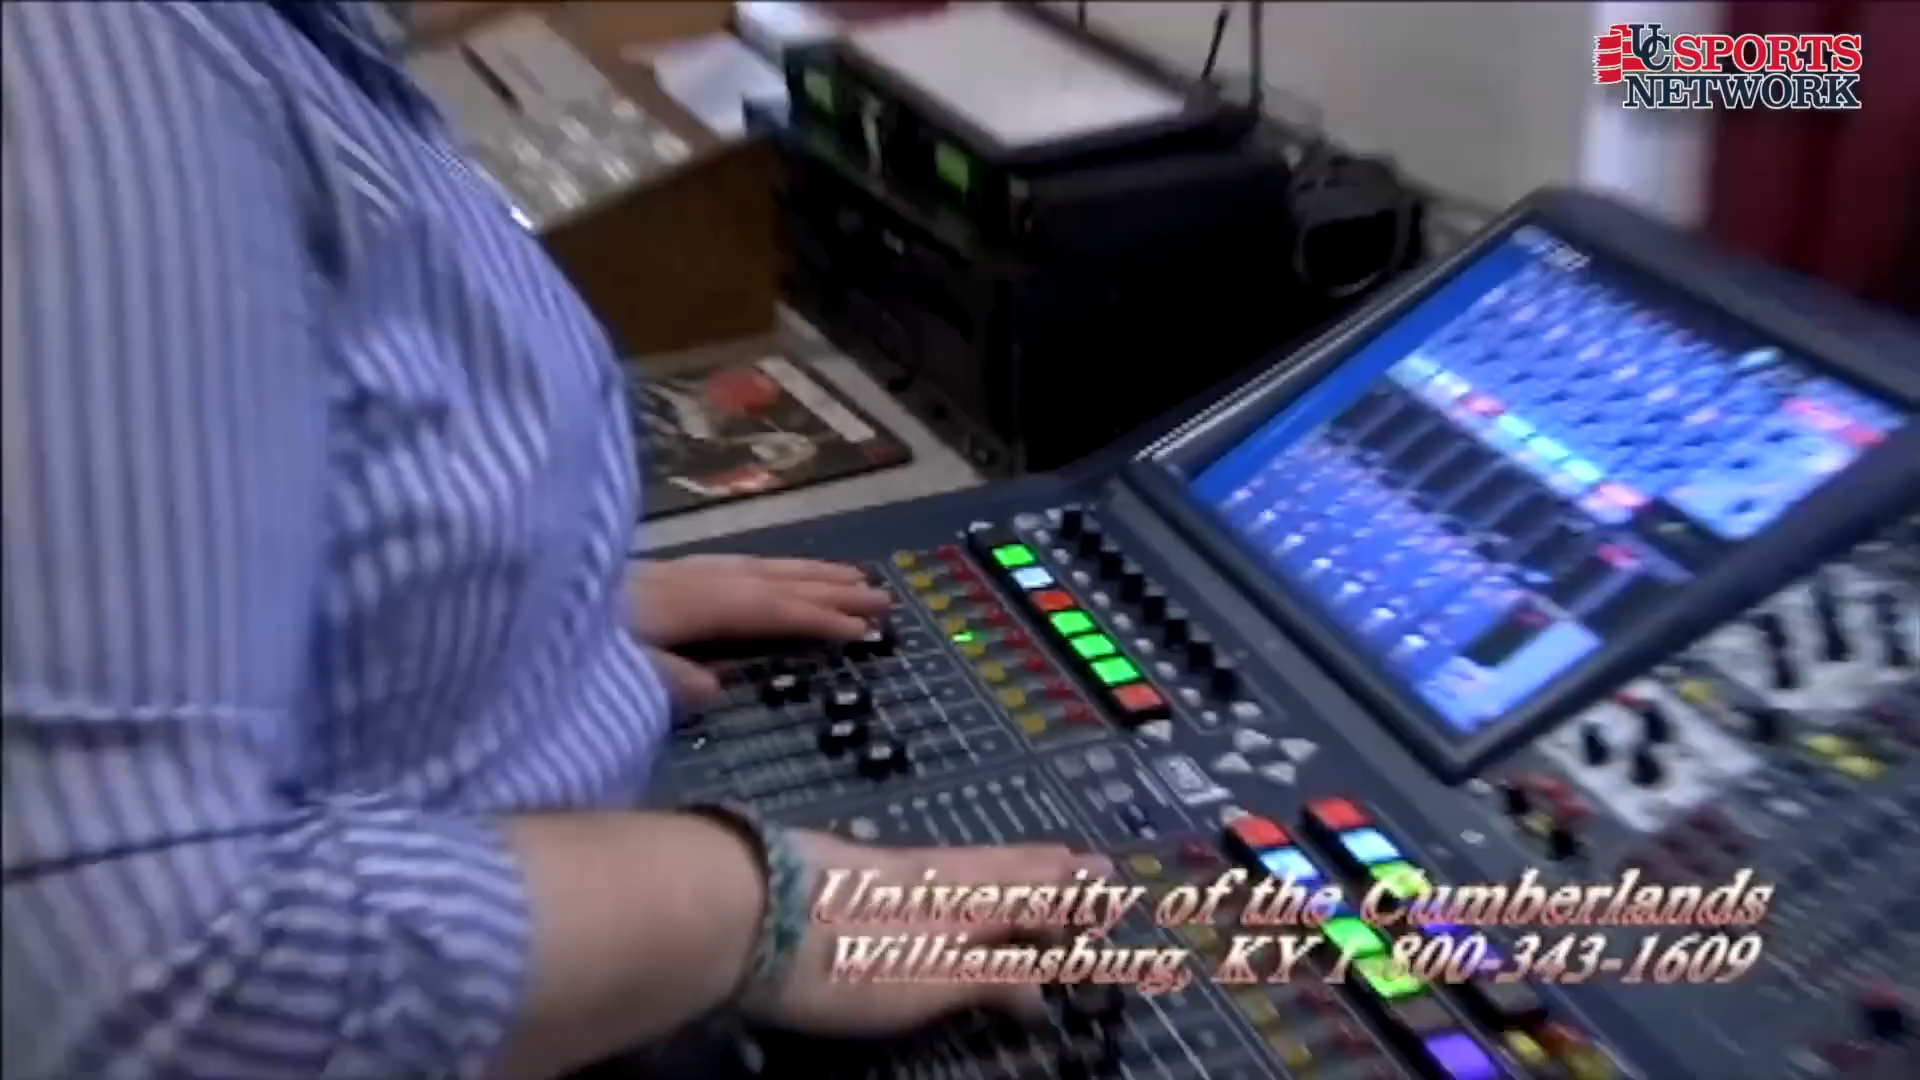 UC SPORTS
NETWORK
University of the Cumberlands
Williamsburg, KY 1-800-343-1609